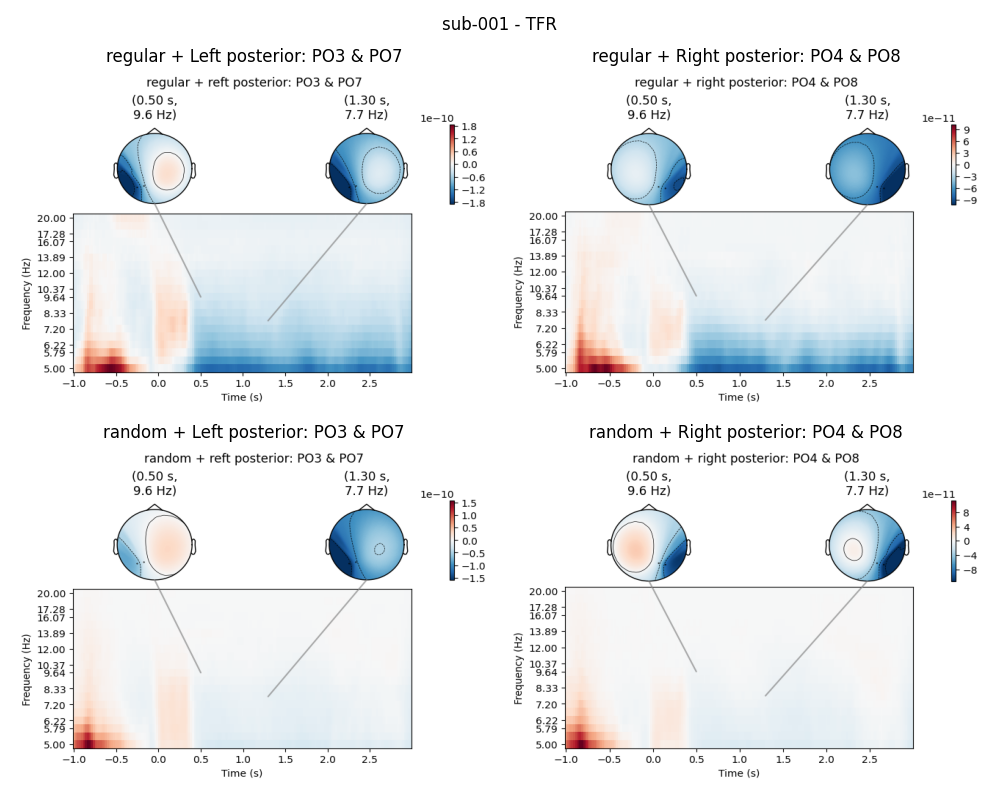 sub-001 - TFR
regular + Left posterior: PO3 & PO7
regular + reft posterior: PO3 & PO7
(0.50 s,
9.6 Hz)
(1.30 s,
7.7 Hz)
1e−10
1.8
1.2
0.6
0.0
−0.6
−1.2
−1.8
Frequency (Hz)
20.00
17.28
16.07
13.89
12.00
10.37
9.64
8.33
7.20
6.22
5.79
5.00
−1.0 −0.5 0.0 0.5 1.0 1.5 2.0 2.5
Time (s)
regular + Right posterior: PO4 & PO8
regular + right posterior: PO4 & PO8
(0.50 s,
9.6 Hz)
(1.30 s,
7.7 Hz)
1e−11
9
6
3
0
−3
−6
−9
Frequency (Hz)
20.00
17.28
16.07
13.89
12.00
10.37
9.64
8.33
7.20
6.22
5.79
5.00
−1.0 −0.5 0.0 0.5 1.0 1.5 2.0 2.5
Time (s)
random + Left posterior: PO3 & PO7
random + reft posterior: PO3 & PO7
(0.50 s,
9.6 Hz)
(1.30 s,
7.7 Hz)
1e−10
1.5
1.0
0.5
0.0
−0.5
−1.0
−1.5
Frequency (Hz)
20.00
17.28
16.07
13.89
12.00
10.37
9.64
8.33
7.20
6.22
5.79
5.00
−1.0 −0.5 0.0 0.5 1.0 1.5 2.0 2.5
Time (s)
random + Right posterior: PO4 & PO8
random + right posterior: PO4 & PO8
(0.50 s,
9.6 Hz)
(1.30 s,
7.7 Hz)
1e−11
8
4
0
−4
−8
Frequency (Hz)
20.00
17.28
16.07
13.89
12.00
10.37
9.64
8.33
7.20
6.22
5.79
5.00
−1.0 −0.5 0.0 0.5 1.0 1.5 2.0 2.5
Time (s)